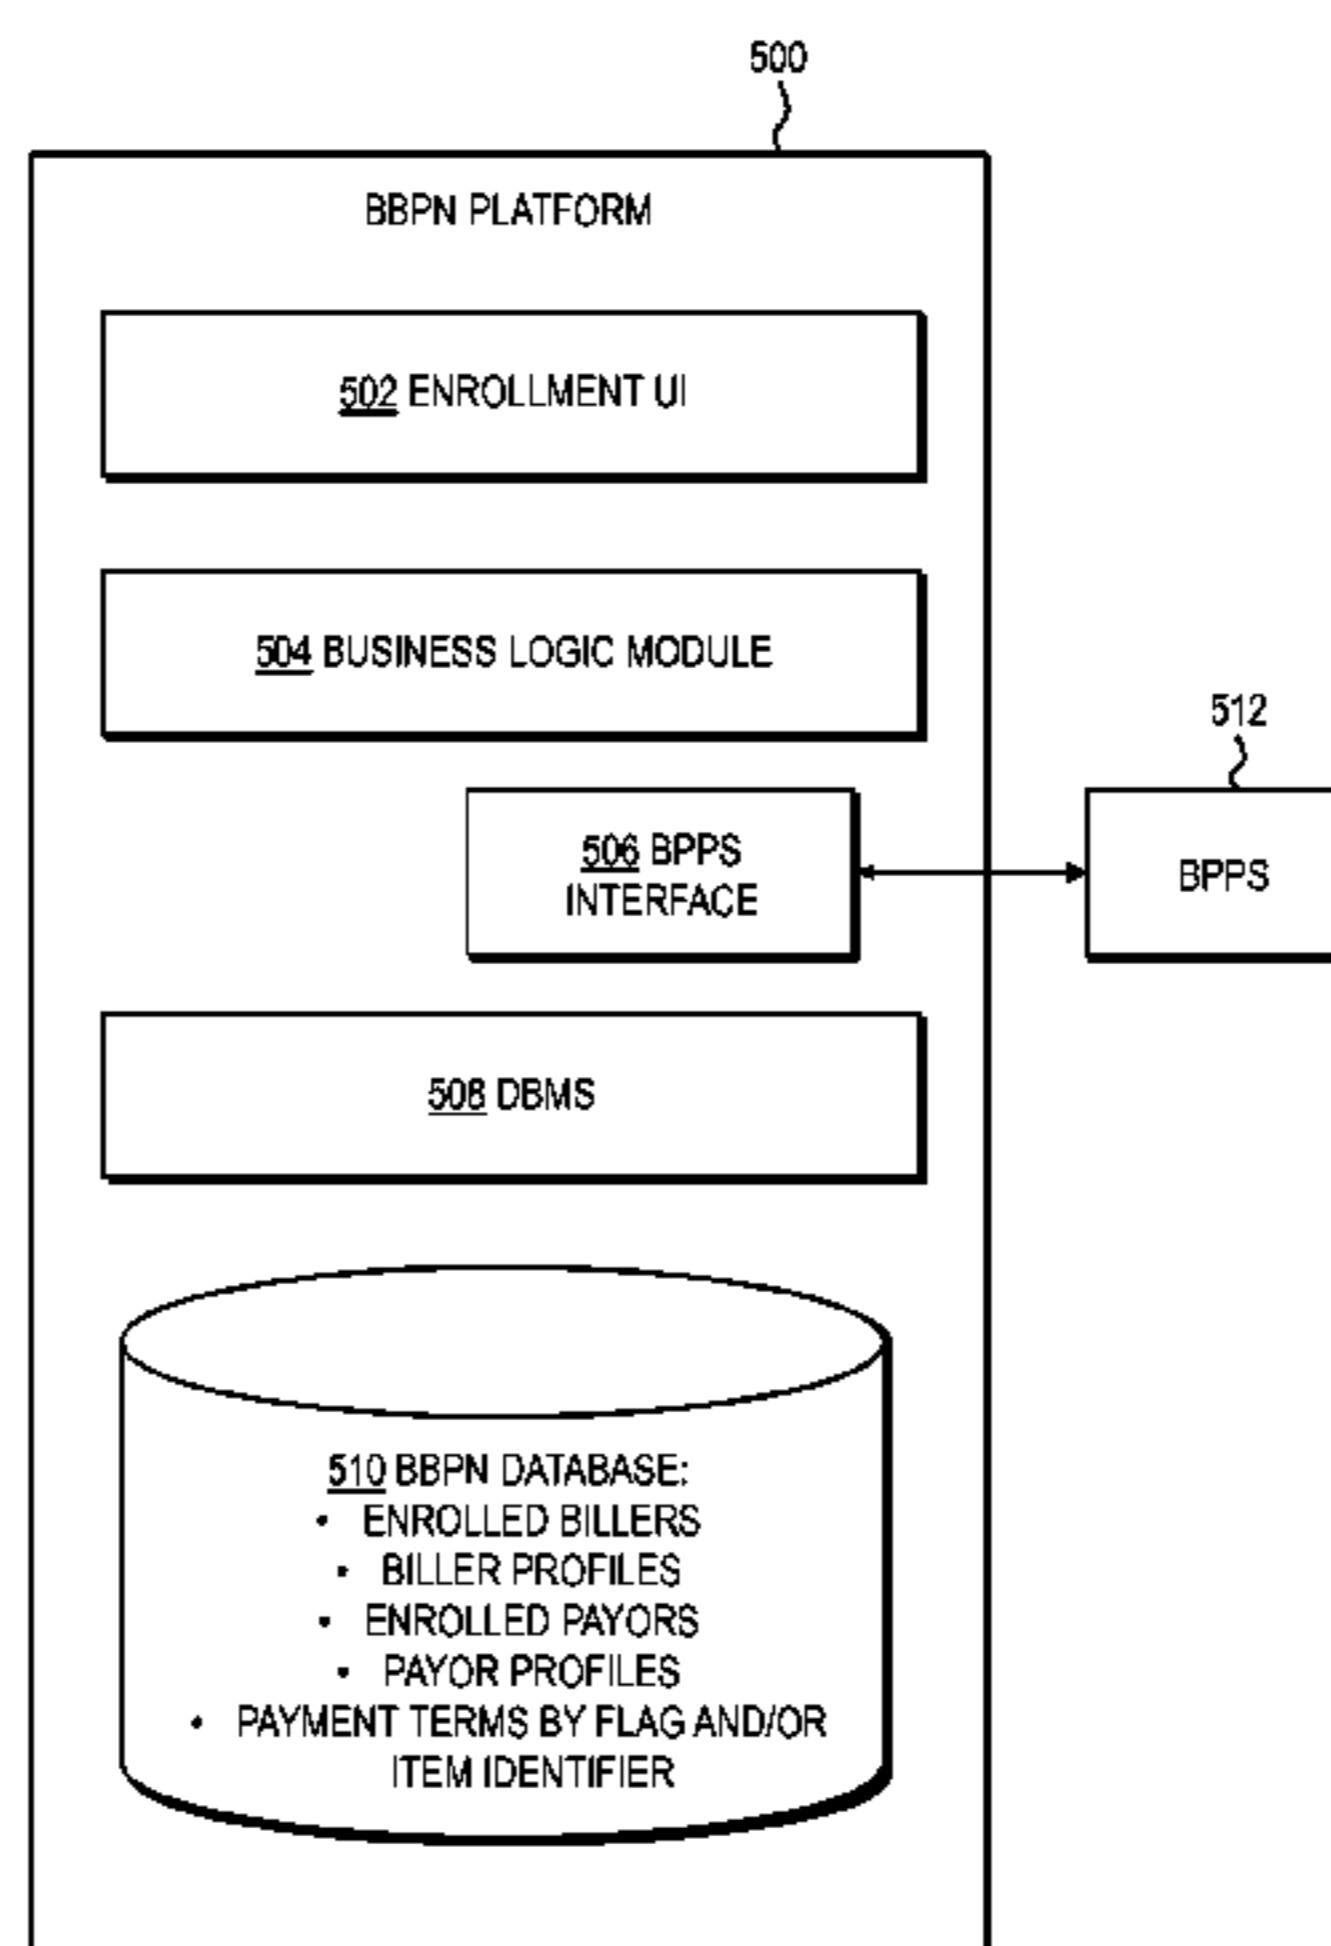 500
BBPN PLATFORM
502 ENROLLMENT UI
504 BUSINESS LOGIC MODULE
512
506 BPPS
INTERFACE
BPPS
508 DBMS
510 BBPN DATABASE:
• ENROLLED BILLERS
• BILLER PROFILES
• ENROLLED PAYORS
• PAYOR PROFILES
• PAYMENT TERMS BY FLAG AND/OR
ITEM IDENTIFIER